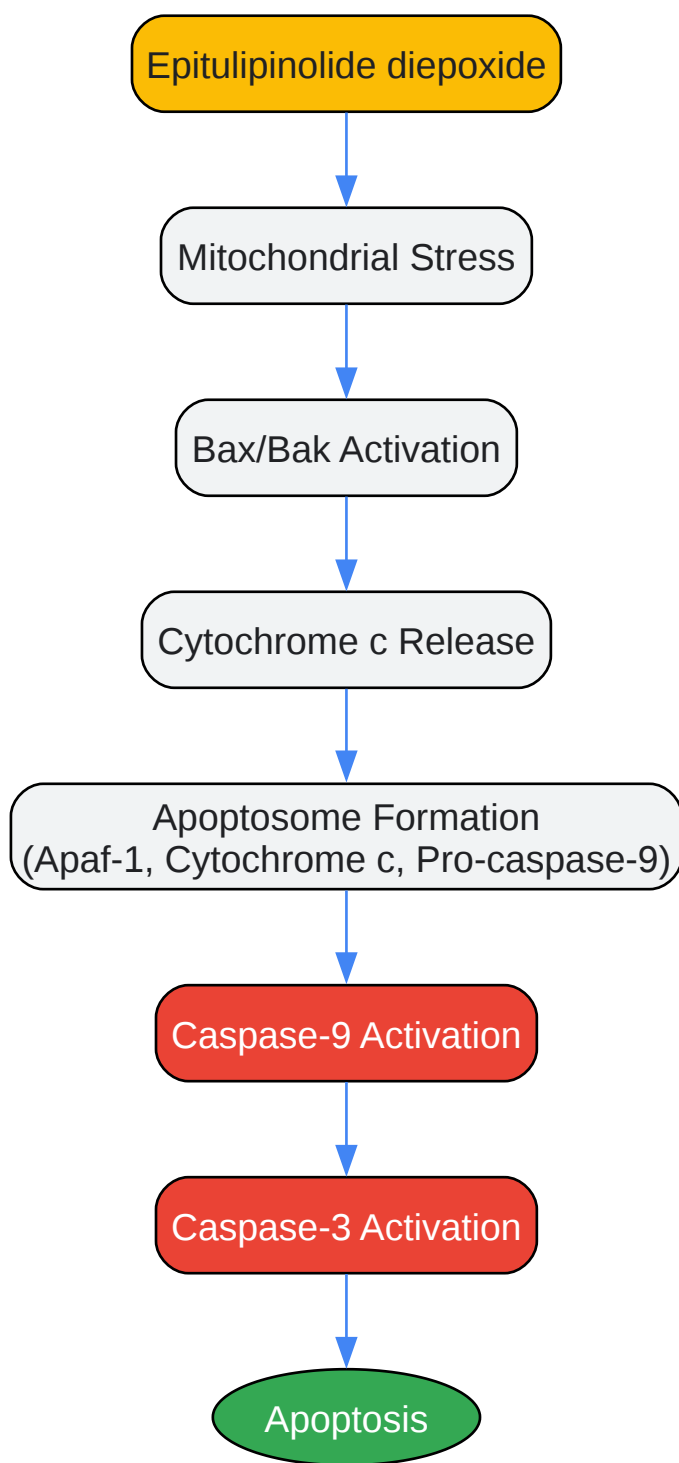 Epitulipinolide diepoxide
Mitochondrial Stress
Bax/Bak Activation
Cytochrome c Release
Apoptosome Formation
(Apaf-1, Cytochrome c, Pro-caspase-9)
Caspase-9 Activation
Caspase-3 Activation
Apoptosis